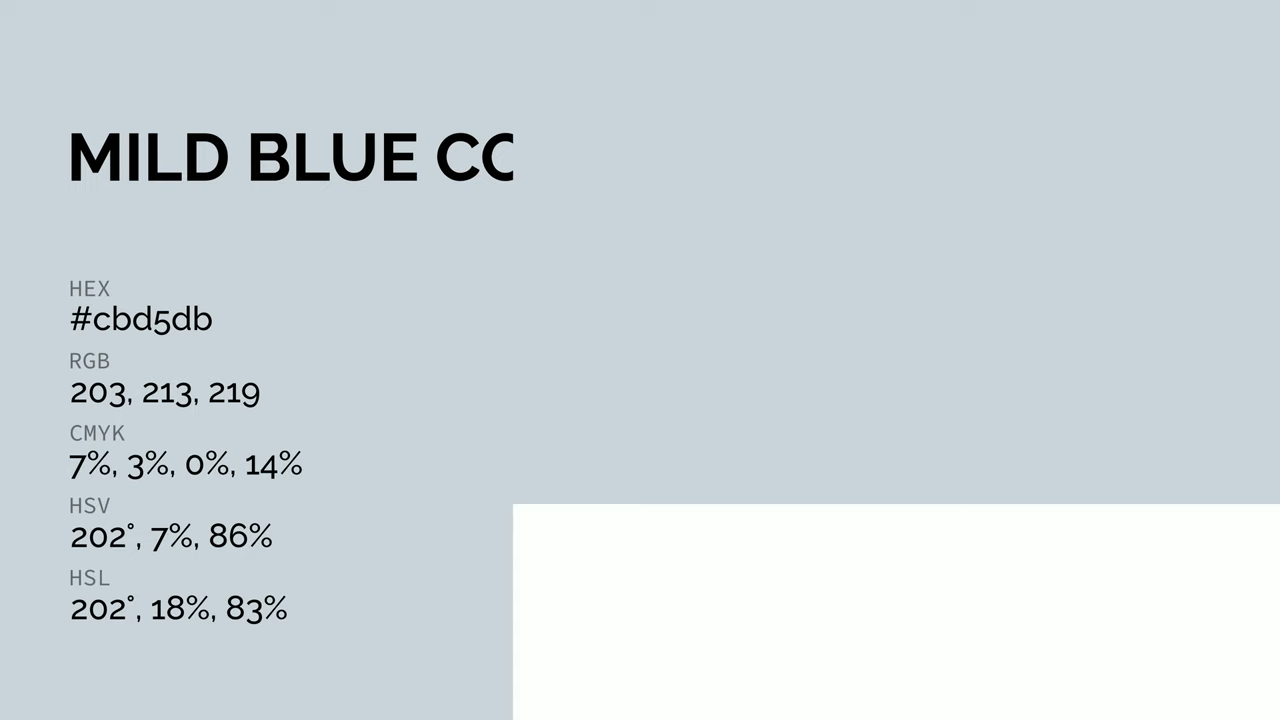 MILD BLUE CO
HEX
#cbd5db
RGB
203, 213, 219
CMYK
7%, 3%, 0%, 14%
HSV
202°, 7%, 86%
HSL
202°, 18%, 83%